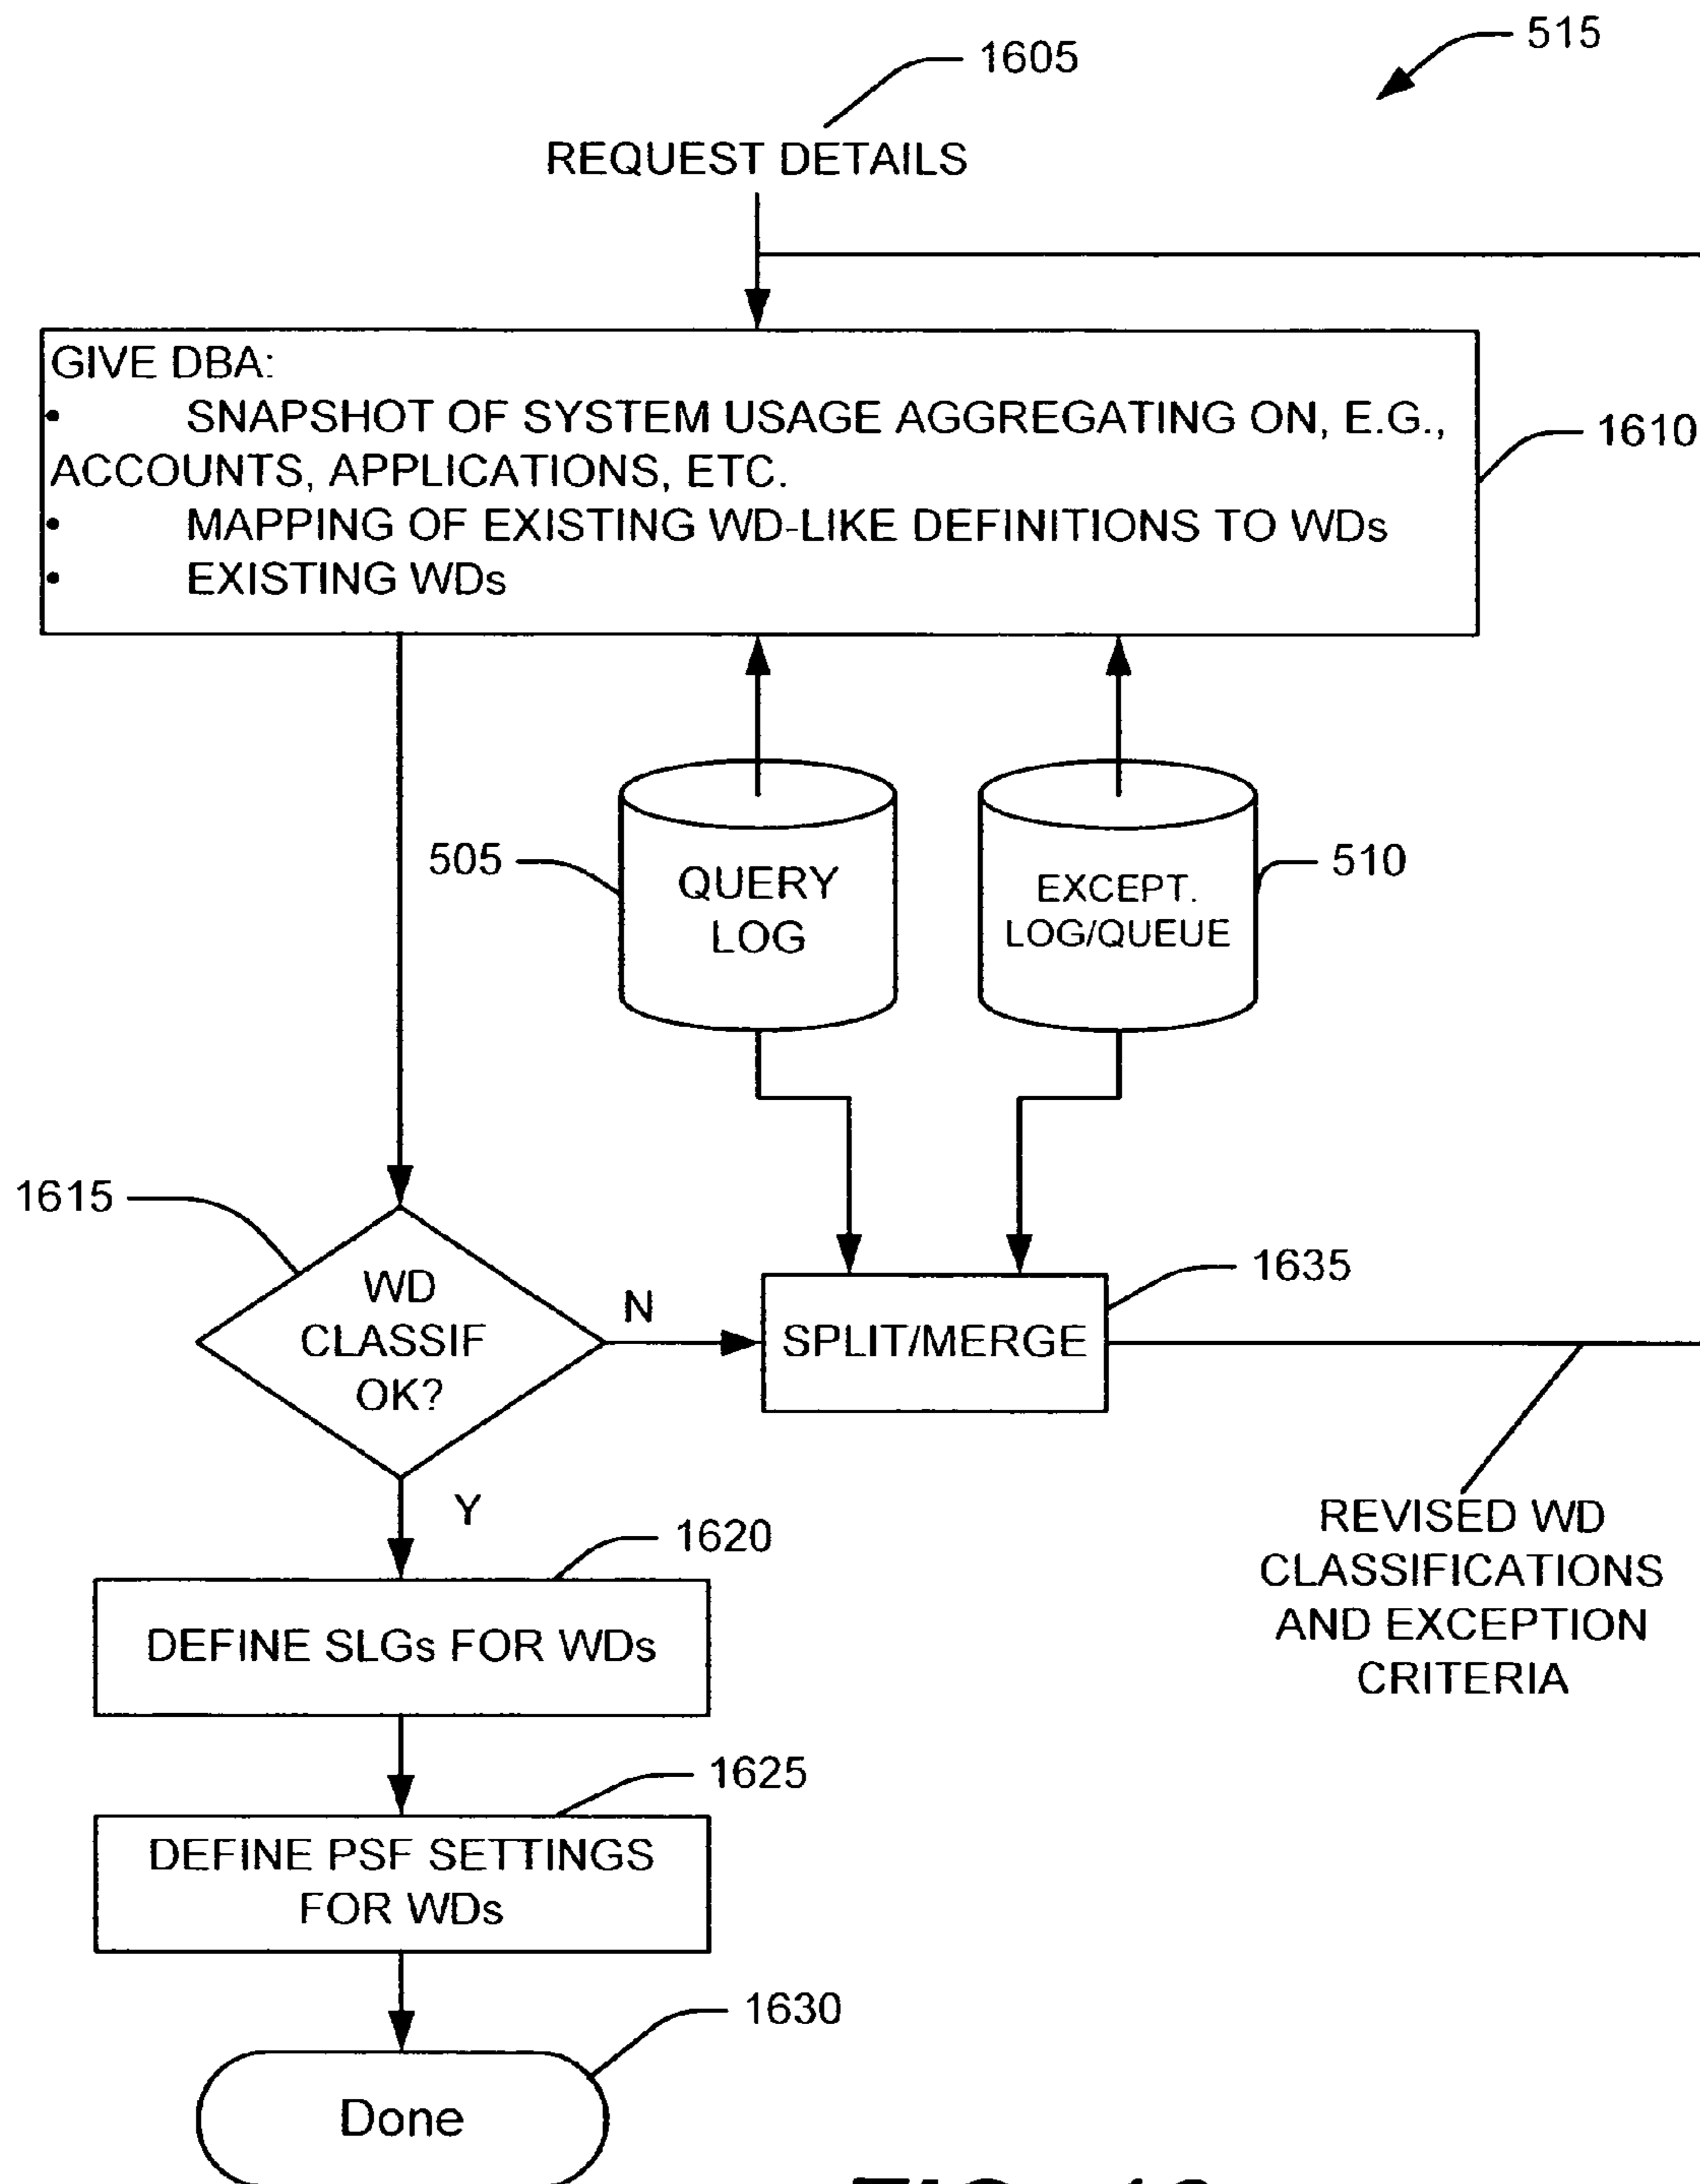 515
1605
REQUEST DETAILS
GIVE DBA:
• SNAPSHOT OF SYSTEM USAGE AGGREGATING ON, E.G.,
ACCOUNTS, APPLICATIONS, ETC.
• MAPPING OF EXISTING WD-LIKE DEFINITIONS TO WDs
• EXISTING WDs
1610
505
QUERY
LOG
EXCEPT.
LOG/QUEUE
510
1615
WD
CLASSIF
OK?
N
SPLIT/MERGE
1635
Y
REVISED WD
CLASSIFICATIONS
AND EXCEPTION
CRITERIA
1620
DEFINE SLGs FOR WDs
1625
DEFINE PSF SETTINGS
FOR WDs
1630
Done